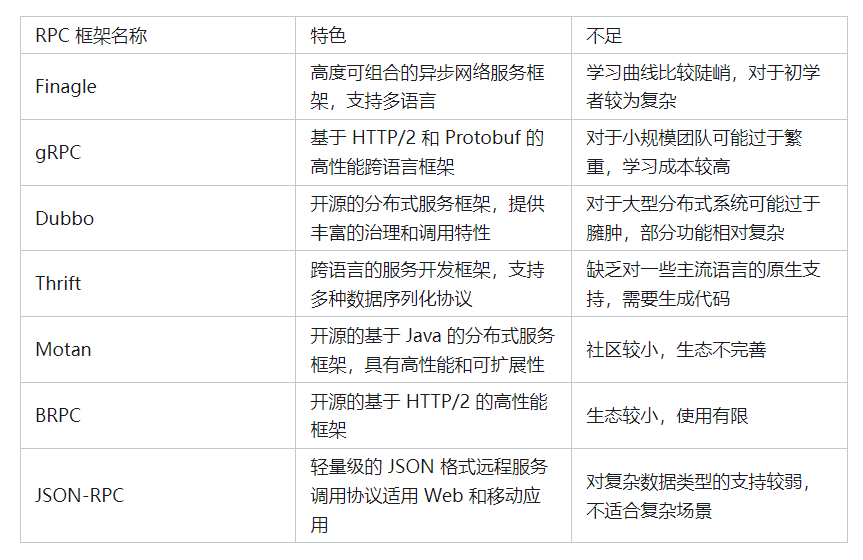 RPC 框架名称
特色
不足
Finagle
高度可组合的异步网络服务框
架，支持多语言
学习曲线比较陡峭，对于初学
者较为复杂
gRPC
基于 HTTP/2 和 Protobuf 的
高性能跨语言框架
对于小规模团队可能过于繁
重，学习成本较高
Dubbo
开源的分布式服务框架，提供
丰富的治理和调用特性
对于大型分布式系统可能过于
臃肿，部分功能相对复杂
Thrift
跨语言的服务开发框架，支持
多种数据序列化协议
缺乏对一些主流语言的原生支
持，需要生成代码
Motan
开源的基于 Java 的分布式服务
框架，具有高性能和可扩展性
社区较小，生态不完善
BRPC
开源的基于 HTTP/2 的高性能
框架
生态较小，使用有限
JSON-RPC
轻量级的 JSON 格式远程服务
调用协议适用 Web 和移动应
用
对复杂数据类型的支持较弱，
不适合复杂场景